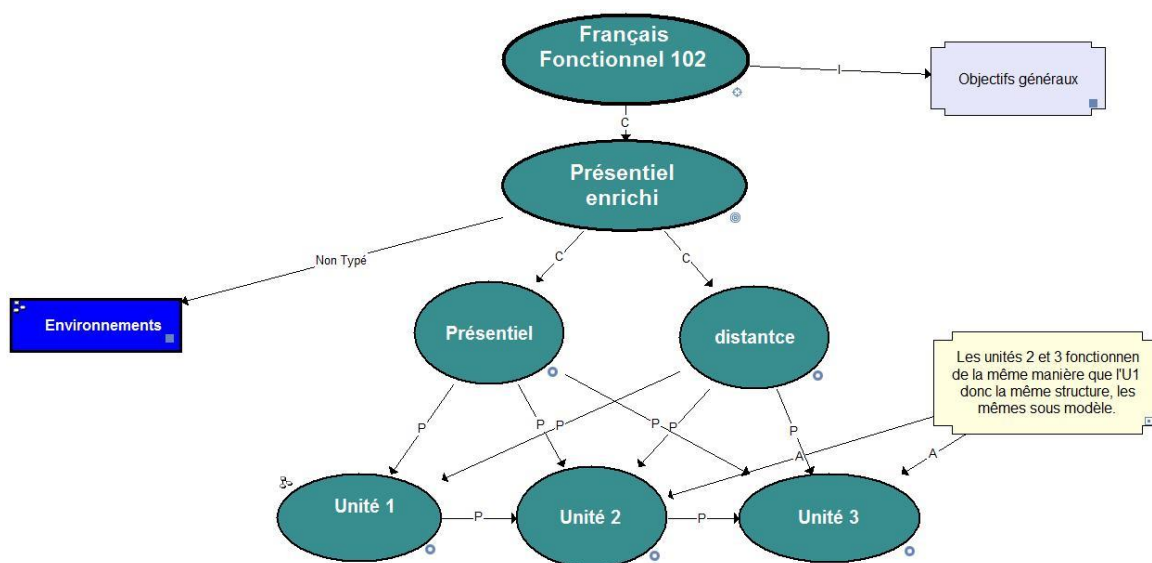 Français
Fonctionnel 102
I
Objectifs généraux
C
Présentiel
enrichi
Non Typé
C
C
Environnements
Présentiel
distantce
Les unités 2 et 3 fonctionnen
de la même manière que l'U1
donc la même structure, les
mêmes sous modèle.
P
P
P
P
P
P
A
A
Unité 1
P
Unité 2
P
Unité 3